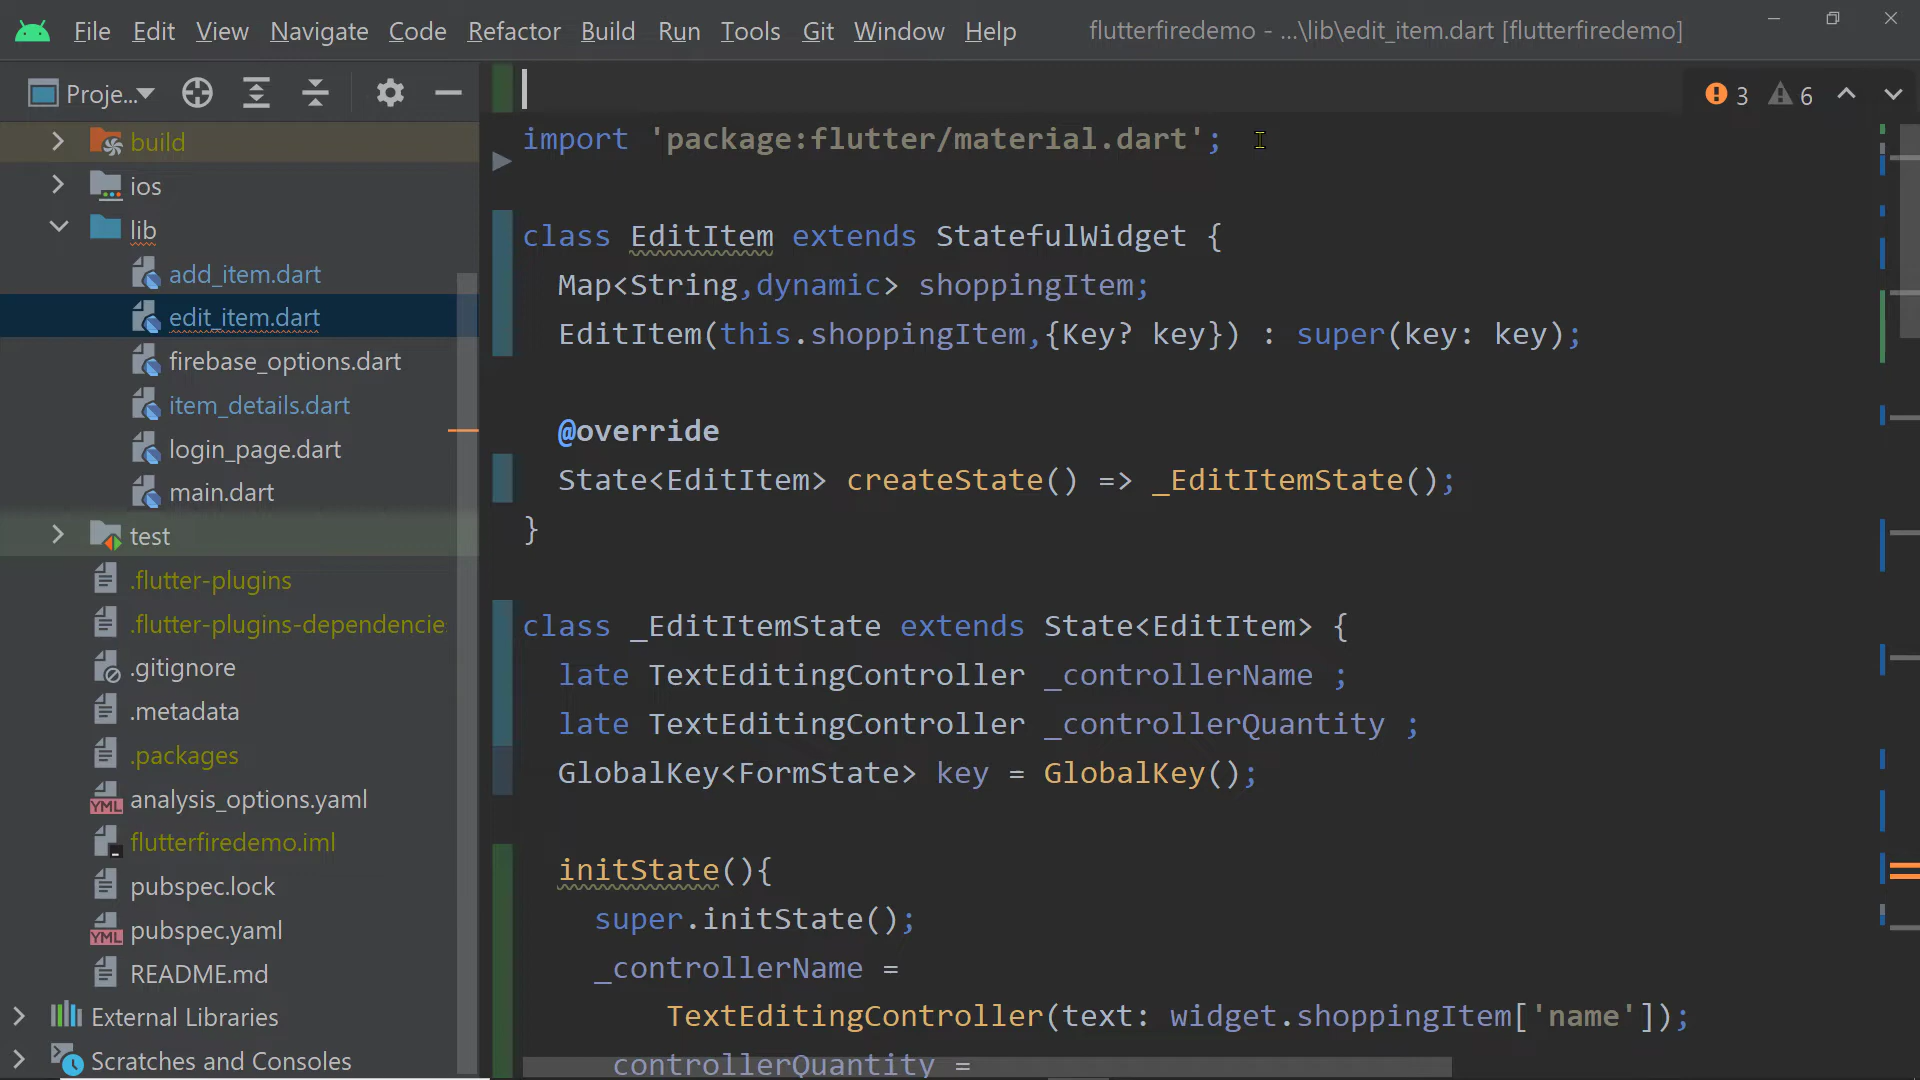 File Edit View Navigate Code Refactor Build Run Tools Git Window Help flutterfiredemo - ...\lib\edit_item.dart [flutterfiredemo]
Proje...
3 6
build
ios
lib
add_item.dart
edit_item.dart
firebase_options.dart
item_details.dart
login_page.dart
main.dart
test
.flutter-plugins
.flutter-plugins-dependencie
.gitignore
.metadata
.packages
analysis_options.yaml
flutterfiredemo.iml
pubspec.lock
pubspec.yaml
README.md
External Libraries
Scratches and Consoles
import 'package:flutter/material.dart';
class EditItem extends StatefulWidget {
Map<String,dynamic> shoppingItem;
EditItem(this.shoppingItem,{Key? key}) : super(key: key);
@override
State<EditItem> createState() => _EditItemState();
}
class _EditItemState extends State<EditItem> {
late TextEditingController _controllerName ;
late TextEditingController _controllerQuantity ;
GlobalKey<FormState> key = GlobalKey();
initState(){
super.initState();
_controllerName =
TextEditingController(text: widget.shoppingItem['name']);
controllerQuantity =